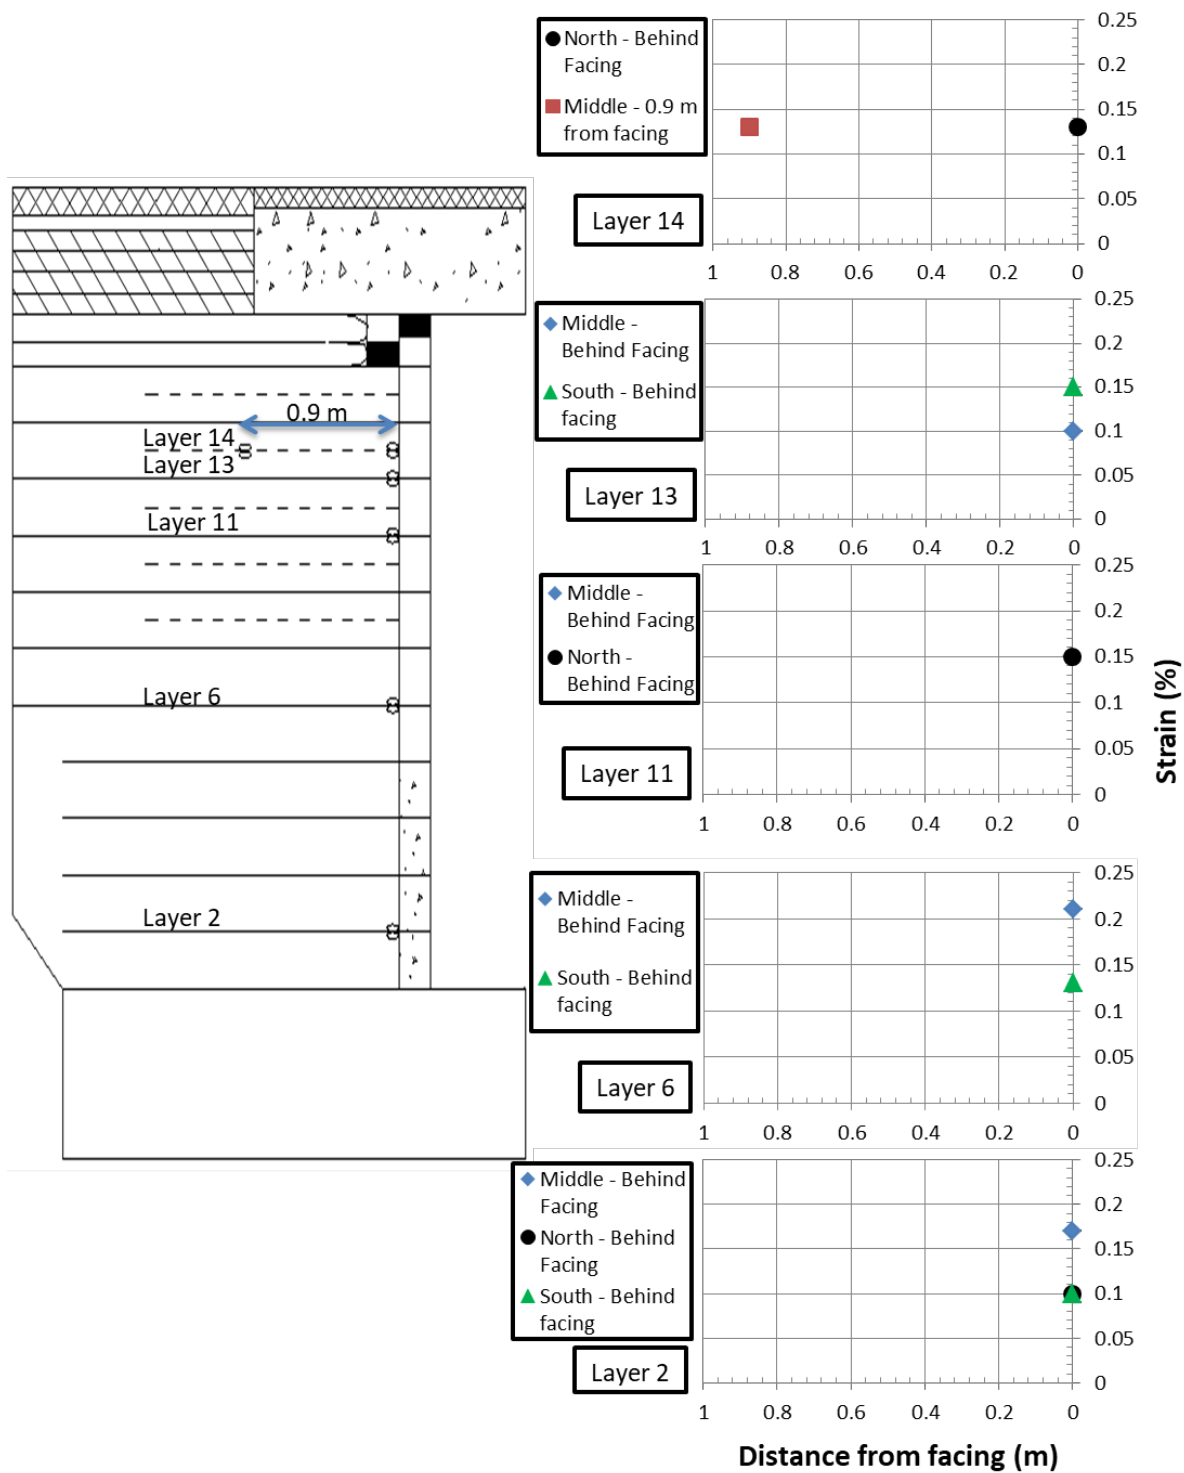 North - Behind
Facing
Middle - 0.9 m
from facing
Layer 14
0.25
0.2
0.15
0.1
0.05
0
1
0.8
0.6
0.4
0.2
0
Middle -
Behind Facing
South - Behind
facing
Layer 13
0.25
0.2
0.15
0.1
0.05
0
1
0.8
0.6
0.4
0.2
0
0.9 m
Layer 14
Layer 13
Layer 11
Layer 6
Layer 2
Middle -
Behind Facing
North -
Behind Facing
Layer 11
0.25
0.2
0.15
0.1
0.05
0
1
0.8
0.6
0.4
0.2
0
Strain (%)
Middle -
Behind Facing
South - Behind
facing
Layer 6
0.25
0.2
0.15
0.1
0.05
0
1
0.8
0.6
0.4
0.2
0
Middle - Behind
Facing
North - Behind
Facing
South - Behind
facing
Layer 2
0.25
0.2
0.15
0.1
0.05
0
1
0.8
0.6
0.4
0.2
0
Distance from facing (m)